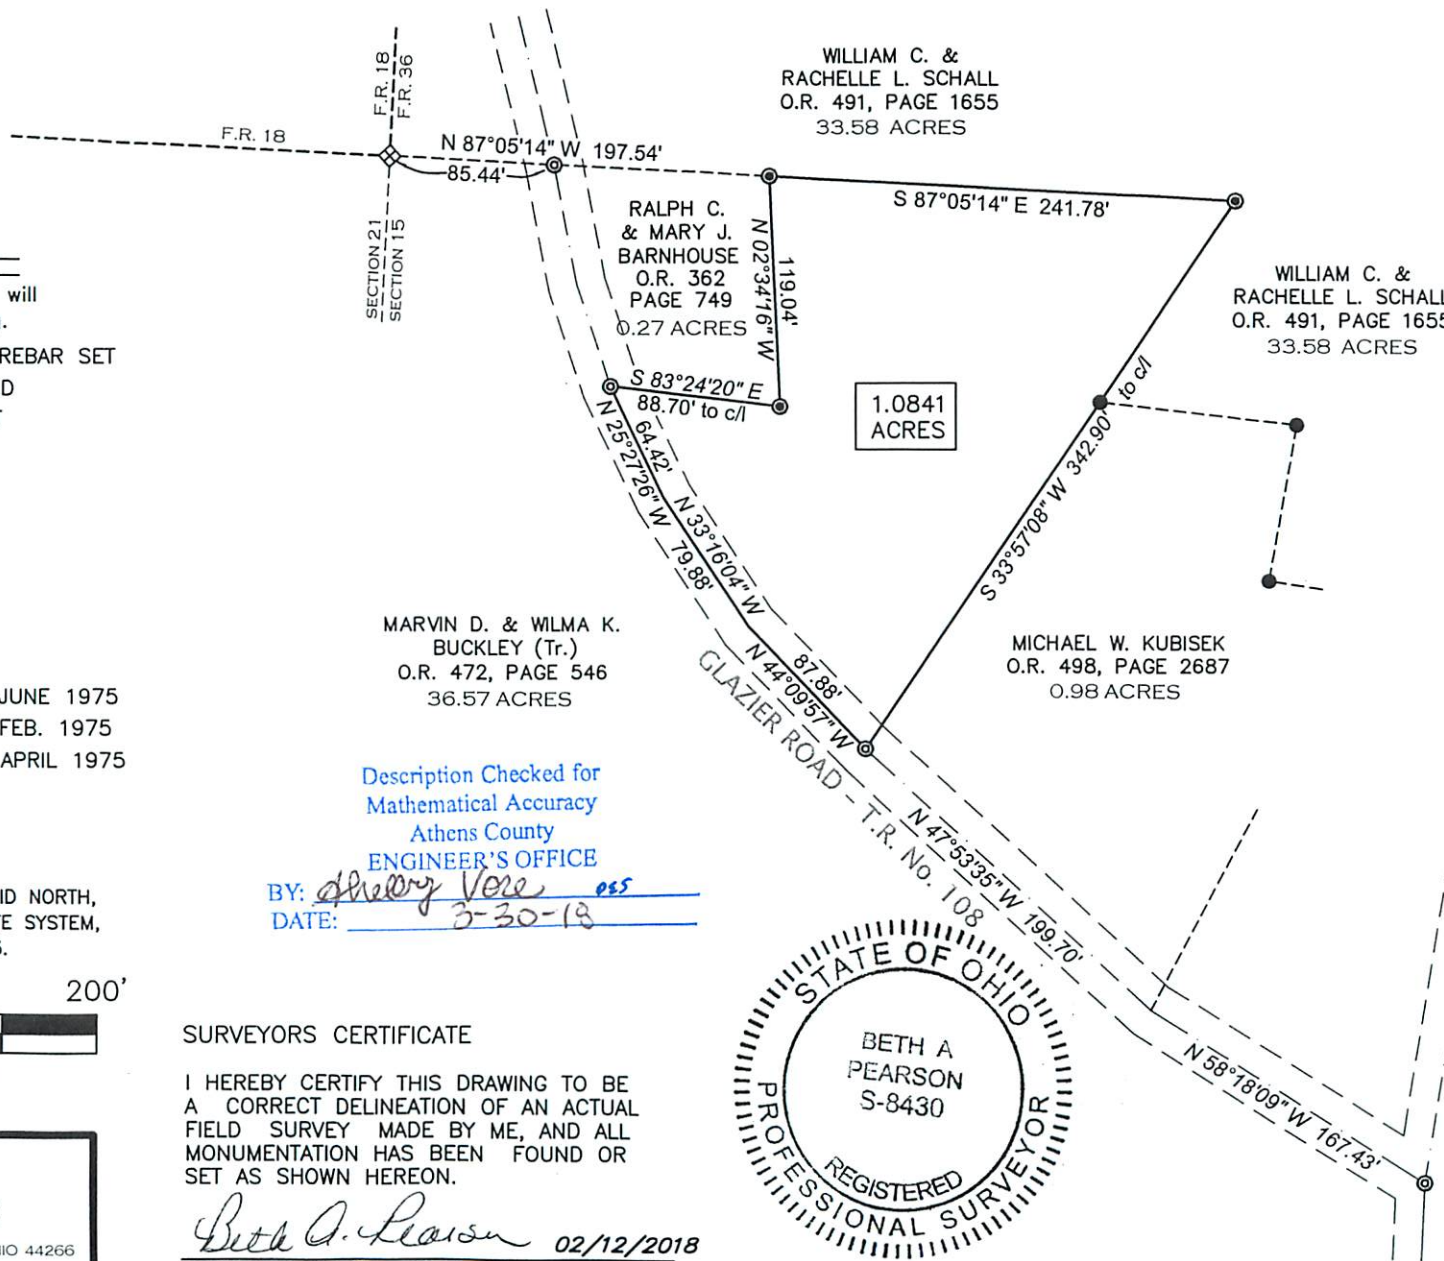 WILLIAM C. &
RACHELLE L. SCHALL
O.R. 491, PAGE 1655
33.58 ACRES
F.R. 18
F.R. 36
F.R. 18
N 87°05'14" W 197.54'
85.44'
SECTION 21
SECTION 15
S 87°05'14" E 241.78'
RALPH C.
& MARY J.
BARNHOUSE
O.R. 362
PAGE 749
0.27 ACRES
N 02°34'16" W
119.04'
WILLIAM C. &
RACHELLE L. SCHALL
O.R. 491, PAGE 1655
33.58 ACRES
will
REBAR SET
S 83°24'20" E
88.70' to c/l
1.0841
ACRES
S 33°57'08" W 342.90' to c/l
N 25°27'26" W
64.42'
N 33°16'04" W
79.88'
N 44°09'57" W
87.88'
GLAZIER ROAD - T.R. No. 108
MARVIN D. & WILMA K.
BUCKLEY (Tr.)
O.R. 472, PAGE 546
36.57 ACRES
MICHAEL W. KUBISEK
O.R. 498, PAGE 2687
0.98 ACRES
JUNE 1975
FEB. 1975
APRIL 1975
Description Checked for
Mathematical Accuracy
Athens County
ENGINEER'S OFFICE
BY: Shelby Vore
DATE: 3-30-18
N 47°53'35" W 199.70'
N 58°18'09" W 167.43'
ID NORTH,
E SYSTEM,
200'
SURVEYORS CERTIFICATE
I HEREBY CERTIFY THIS DRAWING TO BE
A CORRECT DELINEATION OF AN ACTUAL
FIELD SURVEY MADE BY ME, AND ALL
MONUMENTATION HAS BEEN FOUND OR
SET AS SHOWN HEREON.
Beth A. Pearson 02/12/2018
STATE OF OHIO
BETH A
PEARSON
S-8430
REGISTERED
PROFESSIONAL SURVEYOR
IO 44266